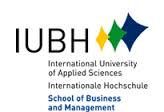 IUBH
International University
of Applied Sciences
Internationale Hochschule
School of Business
and Management